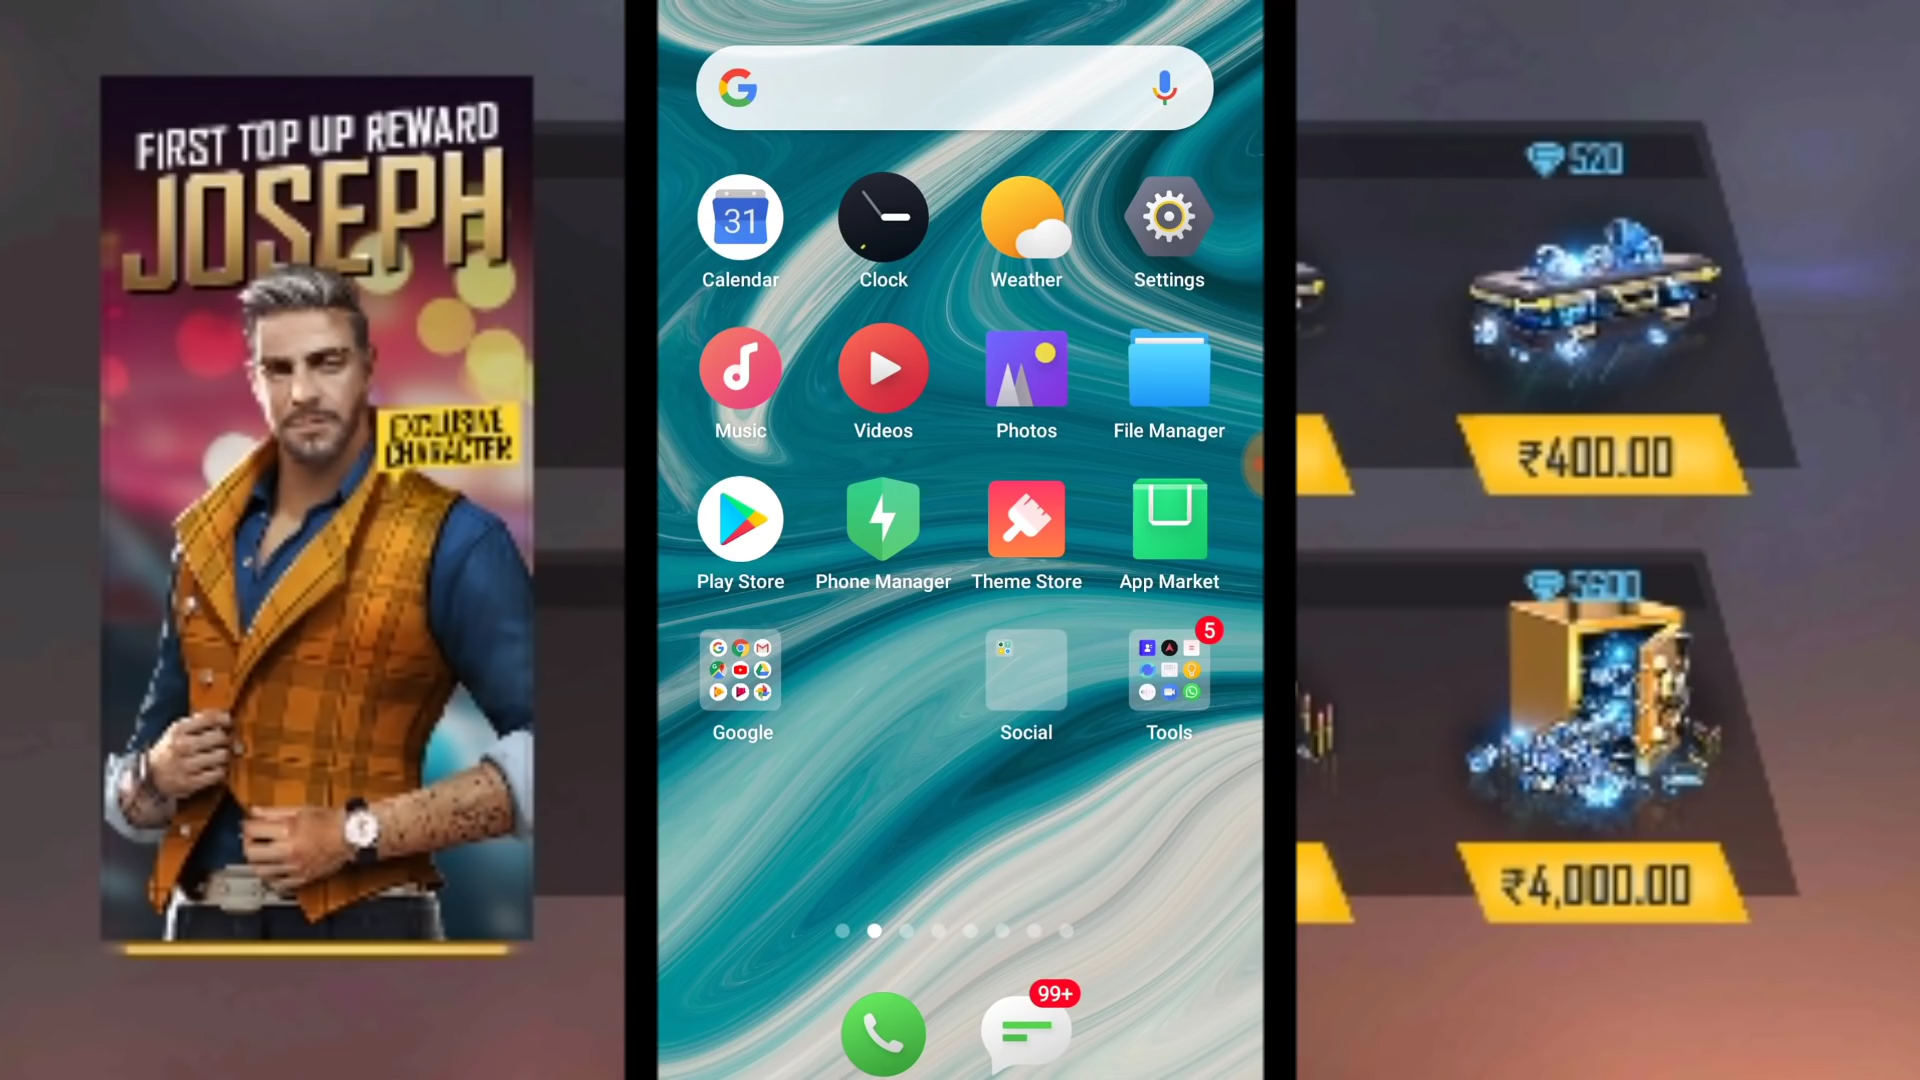 FIRST TOP UP REWARD
JOSEPH
EXCLUSIVE
CHARACTER
31
Calendar
Clock
Weather
Settings
Music
Videos
Photos
File Manager
Play Store
Phone Manager
Theme Store
App Market
5
Google
Social
Tools
99+
520
₹400.00
5600
₹4,000.00